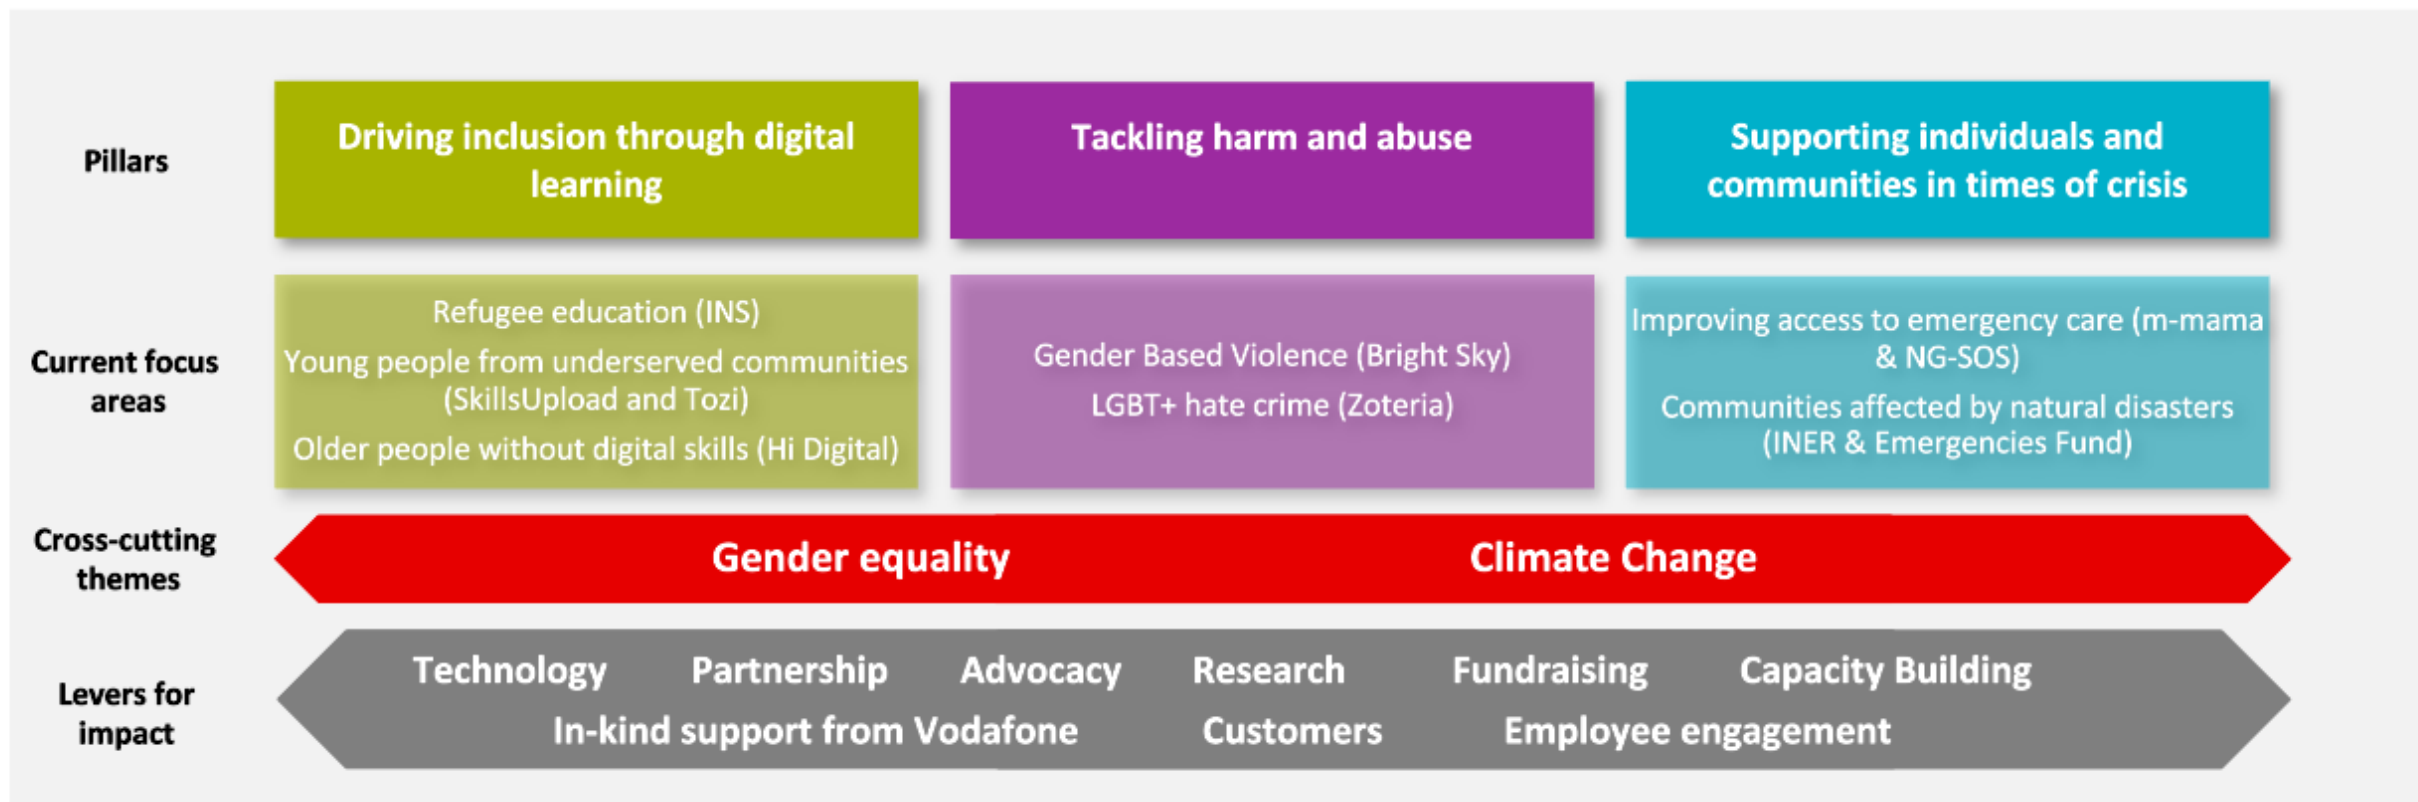 Pillars
Driving inclusion through digital
learning
Tackling harm and abuse
Supporting individuals and
communities in times of crisis
Current focus
areas
Refugee education (INS)
Young people from underserved communities
(SkillsUpload and Tozi)
Older people without digital skills (Hi Digital)
Gender Based Violence (Bright Sky)
LGBT+ hate crime (Zoteria)
Improving access to emergency care (m-mama
& NG-SOS)
Communities affected by natural disasters
(INER & Emergencies Fund)
Cross-cutting
themes
Gender equality
Climate Change
Levers for
impact
Technology Partnership Advocacy Research Fundraising Capacity Building
In-kind support from Vodafone Customers Employee engagement